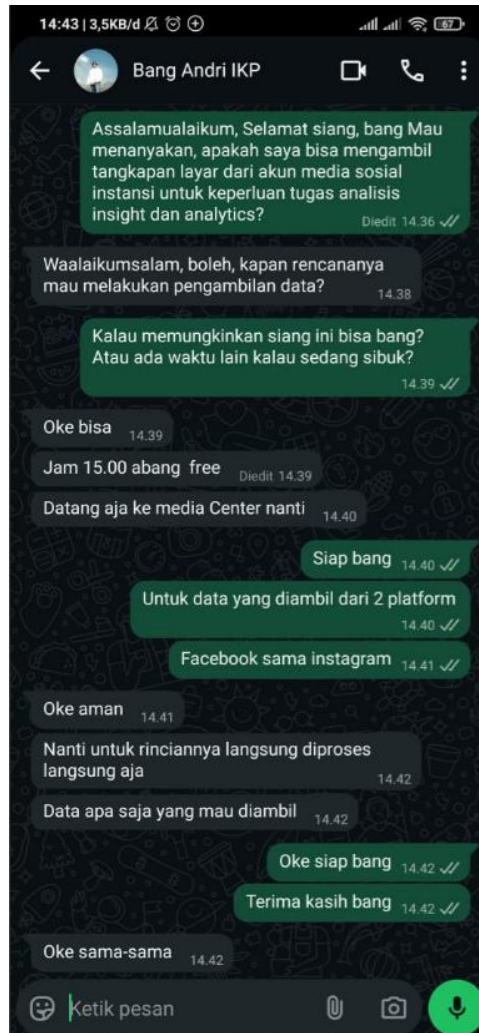 14:43 | 3,5KB/d
67
Bang Andri IKP
Assalamualaikum, Selamat siang, bang Mau
menanyakan, apakah saya bisa mengambil
tangkapan layar dari akun media sosial
instansi untuk keperluan tugas analisis
insight dan analytics?
Diedit 14.36
Waalaikumsalam, boleh, kapan rencananya
mau melakukan pengambilan data?
14.38
Kalau memungkinkan siang ini bisa bang?
Atau ada waktu lain kalau sedang sibuk?
14.39
Oke bisa 14.39
Jam 15.00 abang free Diedit 14.39
Datang aja ke media Center nanti 14.40
Siap bang 14.40
Untuk data yang diambil dari 2 platform
14.40
Facebook sama instagram 14.41
Oke aman 14.41
Nanti untuk rinciannya langsung diproses
langsung aja
14.42
Data apa saja yang mau diambil 14.42
Oke siap bang 14.42
Terima kasih bang 14.42
Oke sama-sama 14.42
Ketik pesan